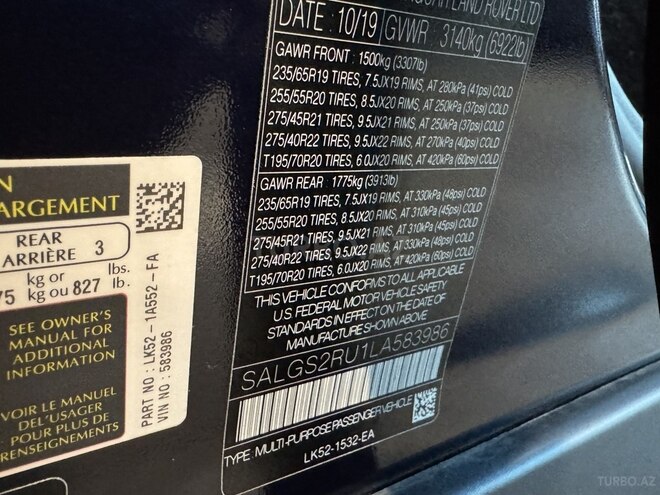 LAND ROVER LTD
DATE: 10/19 GVWR : 3140kg (6922lb)
GAWR FRONT : 1500kg (3307lb)
235/65R19 TIRES, 7.5JX19 RIMS, AT 280kPa (41psi) COLD
255/55R20 TIRES, 8.5JX20 RIMS, AT 250kPa (37psi) COLD
275/45R21 TIRES, 9.5JX21 RIMS, AT 250kPa (37psi) COLD
275/40R22 TIRES, 9.5JX22 RIMS, AT 270kPa (40psi) COLD
T195/70R20 TIRES, 6.0JX20 RIMS, AT 420kPa (60psi) COLD
GAWR REAR : 1775kg (3913lb)
235/65R19 TIRES, 7.5JX19 RIMS, AT 330kPa (48psi) COLD
255/55R20 TIRES, 8.5JX20 RIMS, AT 310kPa (45psi) COLD
275/45R21 TIRES, 9.5JX21 RIMS, AT 310kPa (45psi) COLD
275/40R22 TIRES, 9.5JX22 RIMS, AT 330kPa (48psi) COLD
T195/70R20 TIRES, 6.0JX20 RIMS, AT 420kPa (60psi) COLD
THIS VEHICLE CONFORMS TO ALL APPLICABLE
U.S. FEDERAL MOTOR VEHICLE SAFETY
STANDARDS IN EFFECT ON THE DATE OF
MANUFACTURE SHOWN ABOVE
SALGS2RU1LA583986
TYPE: MULTI-PURPOSE PASSENGER VEHICLE
LK52-1532-EA
N
ARGEMENT
REAR
ARRIÈRE 3
75 kg or kg ou 827 lbs. lb.
SEE OWNER'S
MANUAL FOR
ADDITIONAL
INFORMATION
VOIR LE MANUEL
DEL'USAGER
POUR PLUS DE
RENSEIGNEMENTS
PART NO : LK52-1A552-FA
VIN NO : 583986
TURBO.AZ